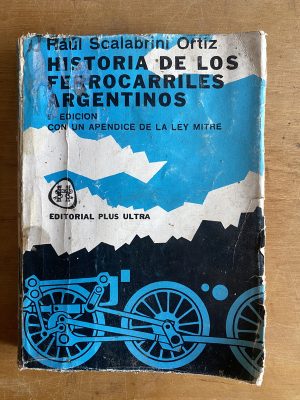 Raúl Scalabrini Ortiz
HISTORIA DE LOS
FERROCARRILES
ARGENTINOS
EDICION
CON UN APENDICE DE LA LEY MITRE
EDITORIAL PLUS ULTRA